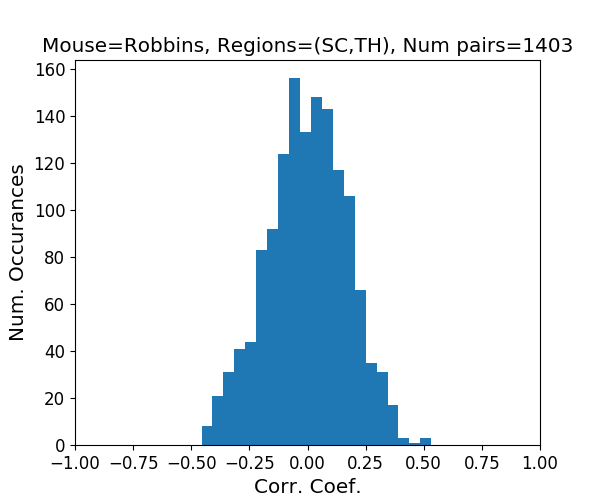 Mouse=Robbins, Regions=(SC,TH), Num pairs=1403
160
140
120
100
80
60
40
20
0
Num. Occurances
−1.00 −0.75 −0.50 −0.25 0.00 0.25 0.50 0.75 1.00
Corr. Coef.